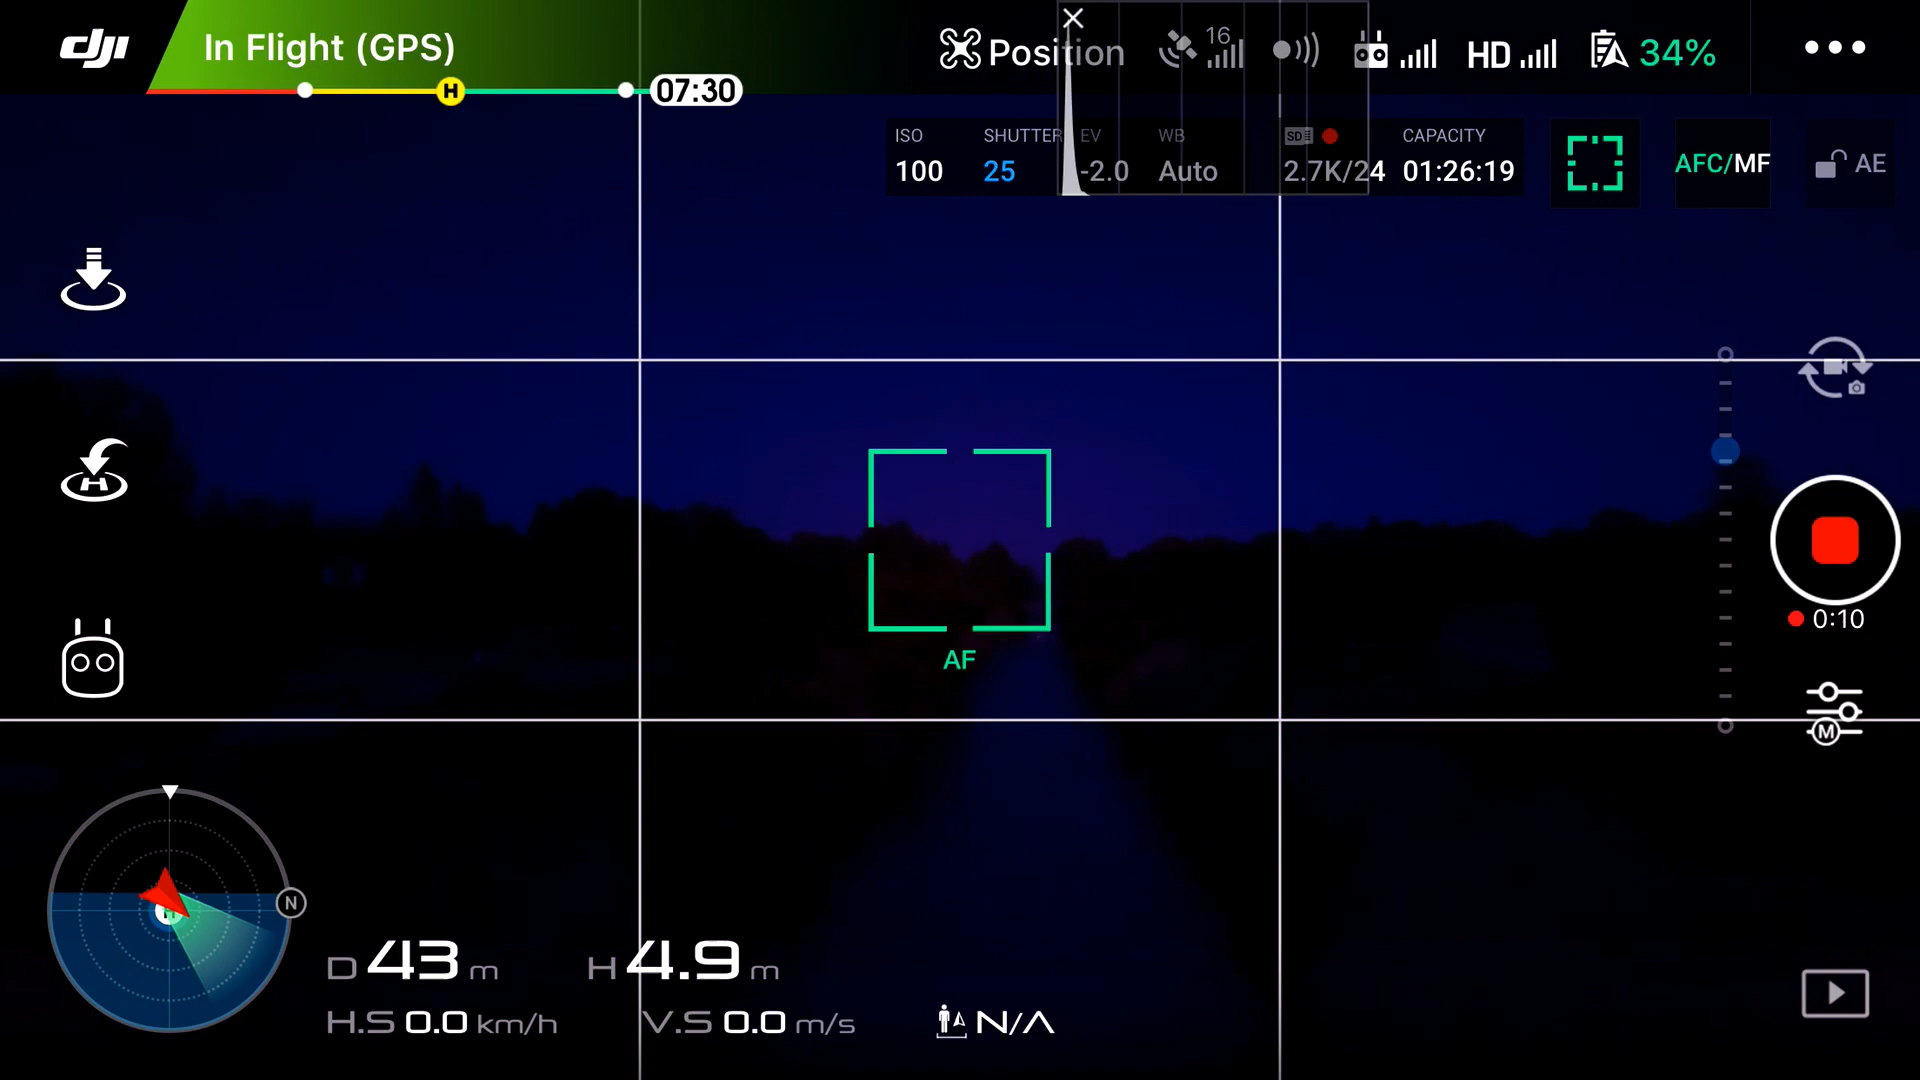 dji
In Flight (GPS)
H
07:30
Position
16
HD
34%
ISO
100
SHUTTER
25
EV
-2.0
WB
Auto
SD
2.7K/24
CAPACITY
01:26:19
AFC/MF
AE
H
AF
0:10
M
N
H
D 43 m
H 4.9 m
H.S 0.0 km/h
V.S 0.0 m/s
N/A